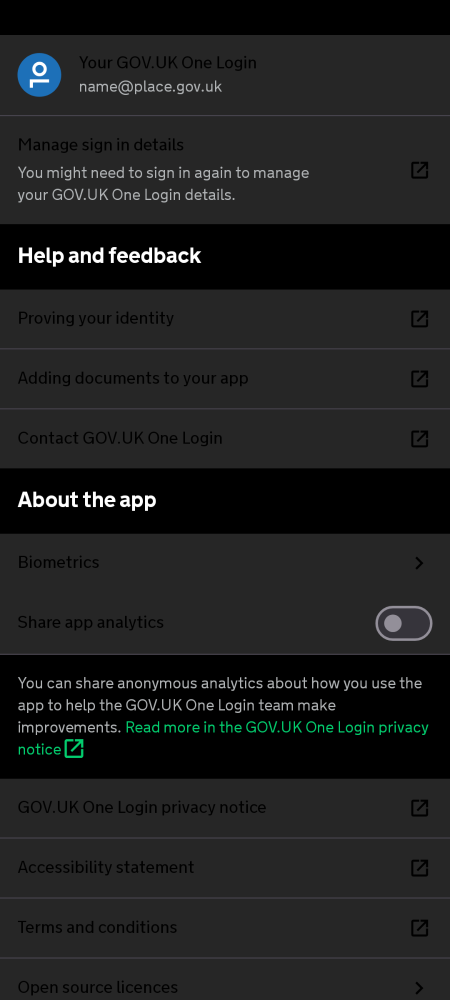 Your GOV.UK One Login
name@place.gov.uk
Manage sign in details
You might need to sign in again to manage
your GOV.UK One Login details.
Help and feedback
Proving your identity
Adding documents to your app
Contact GOV.UK One Login
About the app
Biometrics
Share app analytics
You can share anonymous analytics about how you use the
app to help the GOV.UK One Login team make
improvements. Read more in the GOV.UK One Login privacy
notice
GOV.UK One Login privacy notice
Accessibility statement
Terms and conditions
Open source licences